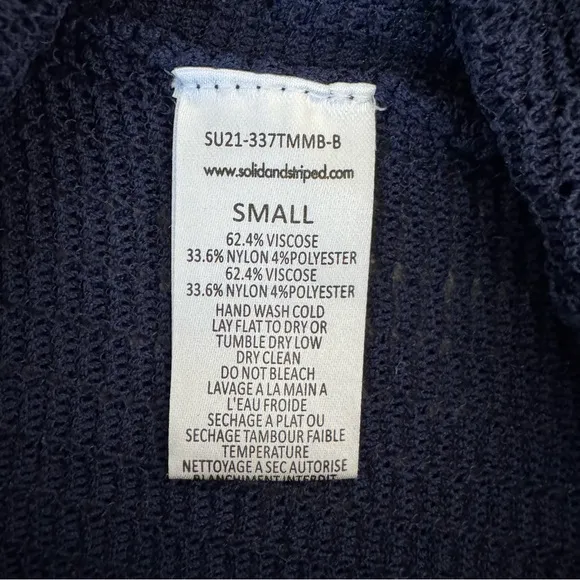 SU21-337TMMB-B
www.solidandstriped.com
SMALL
62.4% VISCOSE
33.6% NYLON 4%POLYESTER
62.4% VISCOSE
33.6% NYLON 4%POLYESTER
HAND WASH COLD
LAY FLAT TO DRY OR
TUMBLE DRY LOW
DRY CLEAN
DO NOT BLEACH
LAVAGE A LA MAIN A
L'EAU FROIDE
SECHAGE A PLAT OU
SECHAGE TAMBOUR FAIBLE
TEMPERATURE
NETTOYAGE A SEC AUTORISE
BLANCHIMENT INTERDIT